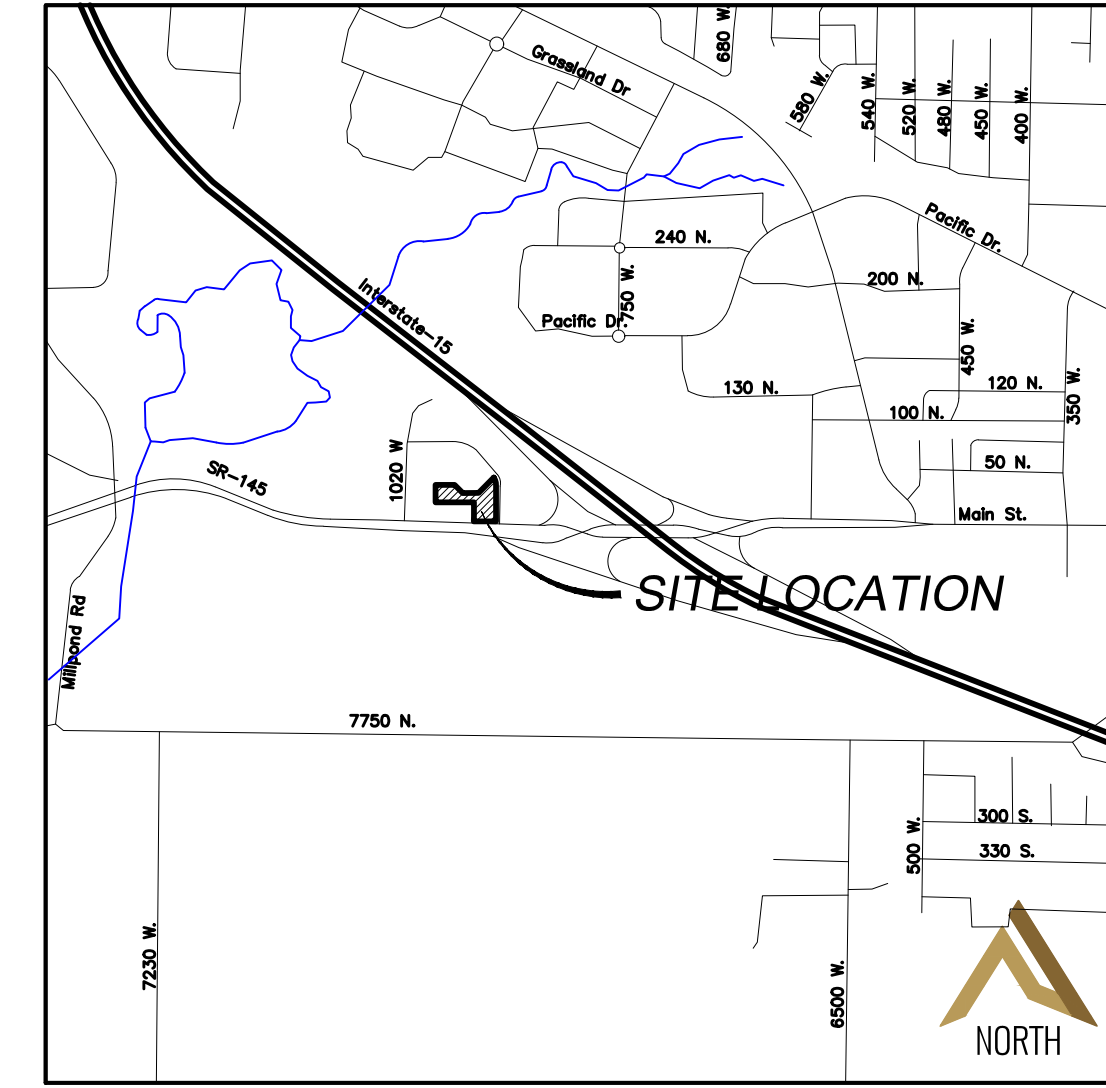 680 W.
Grassland Dr
580 W.
540 W.
520 W.
480 W.
450 W.
400 W.
Pacific Dr.
240 N.
200 N.
750 W.
Interstate-15
Pacific Dr.
450 W.
130 N.
120 N.
350 W.
100 N.
1020 W
50 N.
SR-145
Main St.
SITE LOCATION
Millpond Rd
7750 N.
300 S.
500 W.
330 S.
7230 W.
6500 W.
NORTH